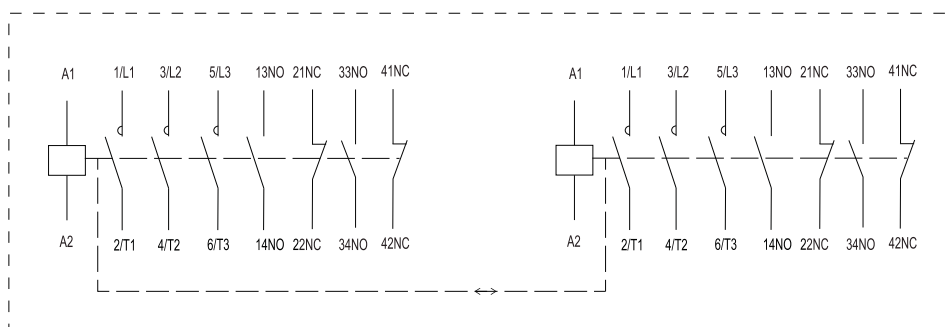 A1 1/L1 3/L2 5/L3 13NO 21NC 33NO 41NC A1 1/L1 3/L2 5/L3 13NO 21NC 33NO 41NC
A2 2/T1 4/T2 6/T3 14NO 22NC 34NO 42NC A2 2/T1 4/T2 6/T3 14NO 22NC 34NO 42NC